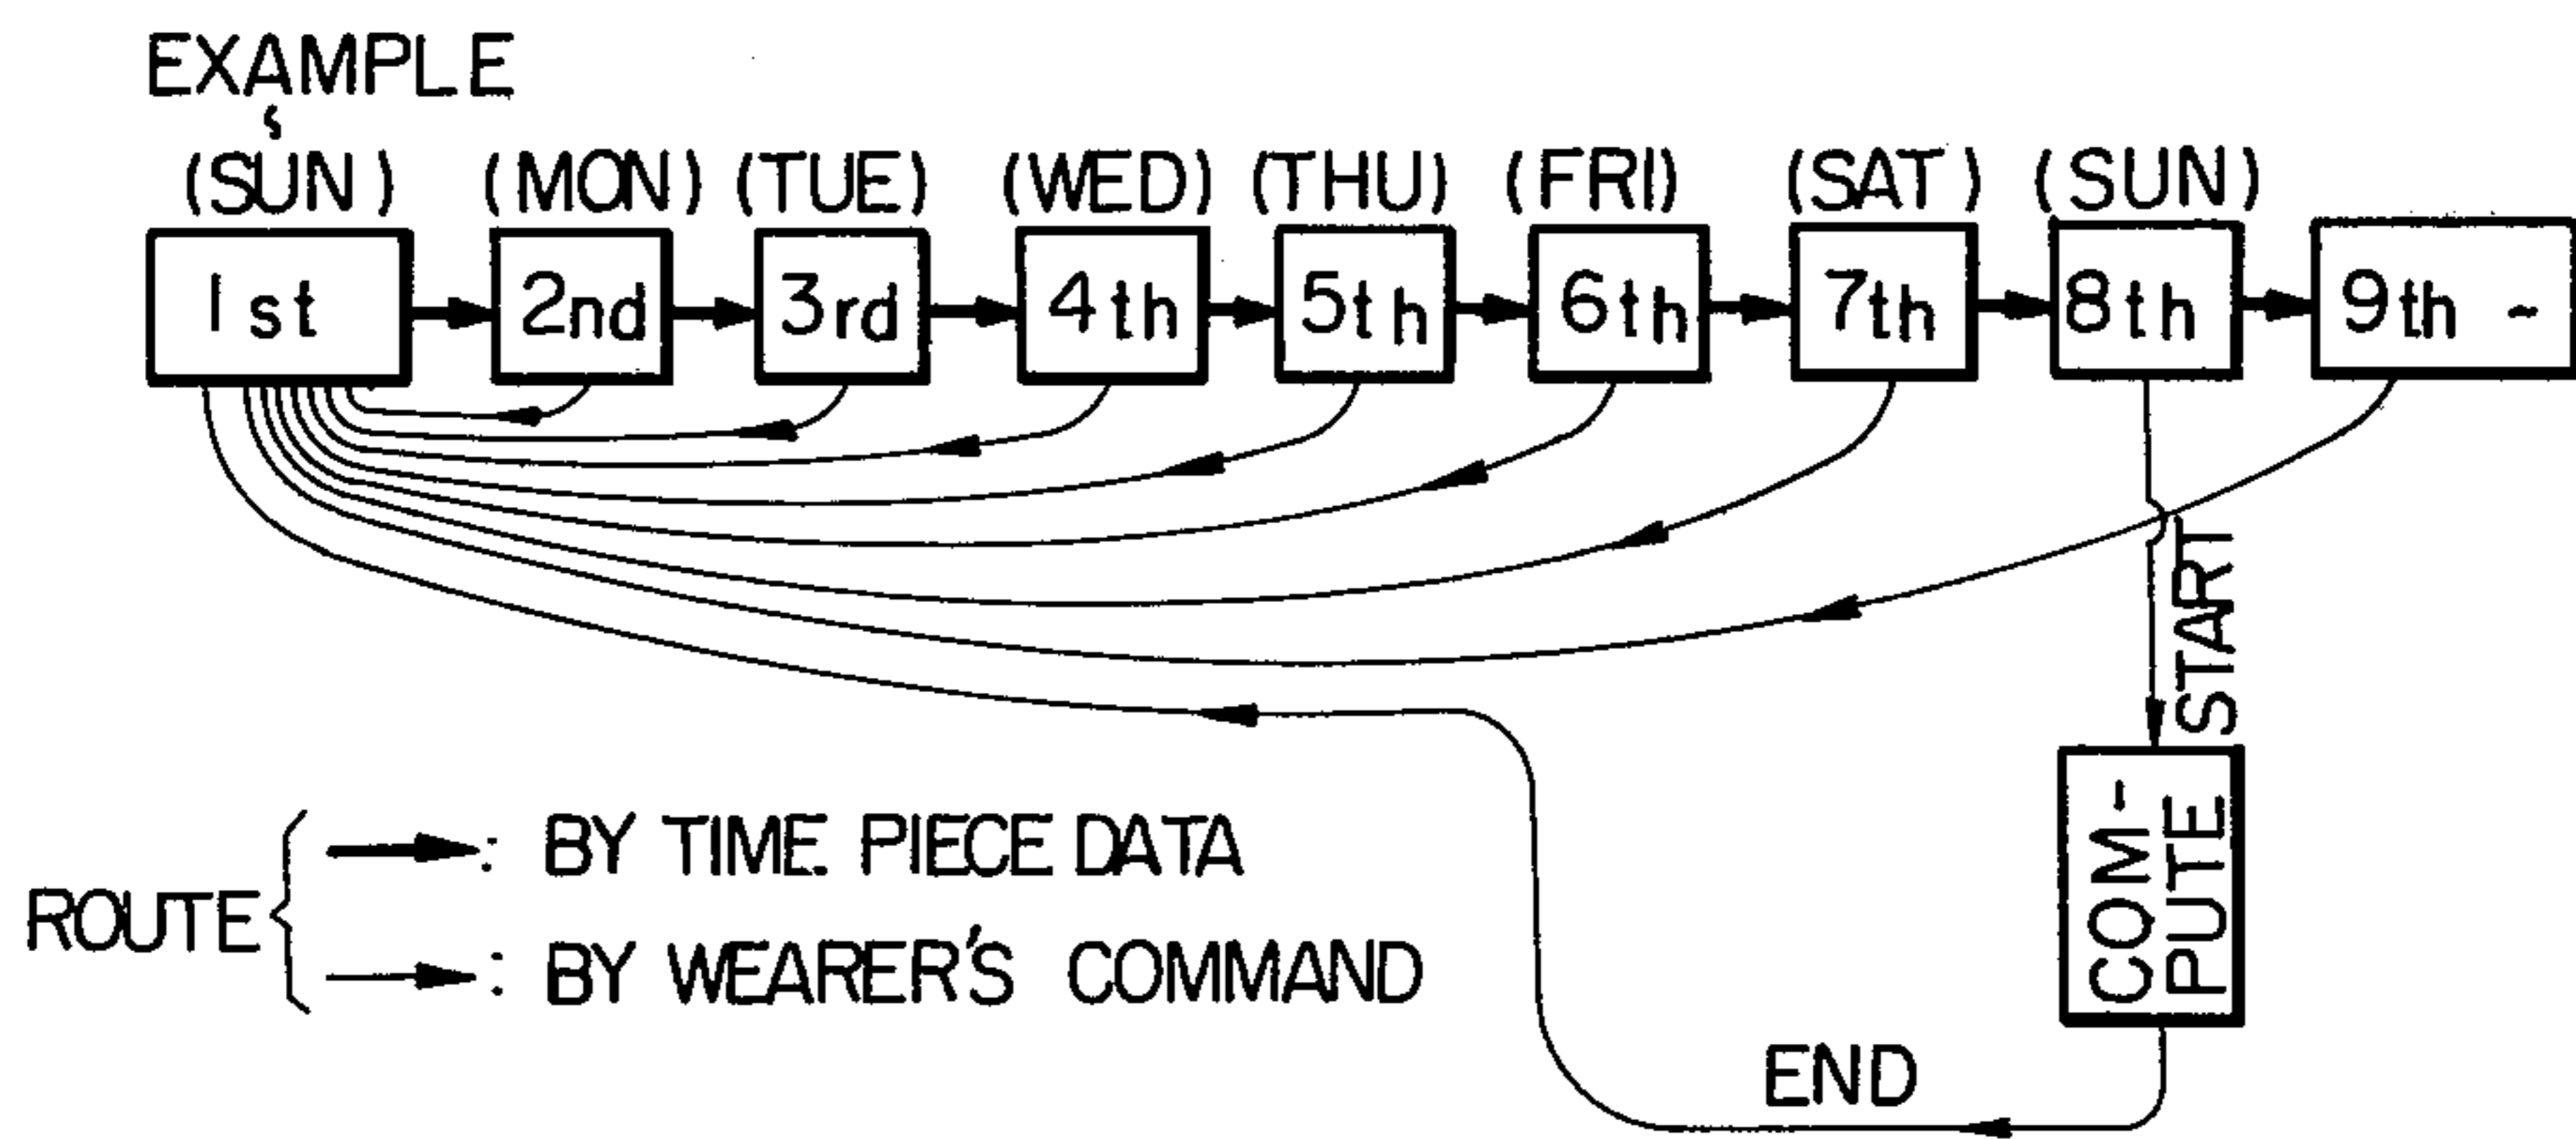 EXAMPLE
(SUN) (MON) (TUE) (WED) (THU) (FRI) (SAT) (SUN)
1st 2nd 3rd 4th 5th 6th 7th 8th 9th ~
START
COM-
PUTE
ROUTE
: BY TIME PIECE DATA
: BY WEARER'S COMMAND
END